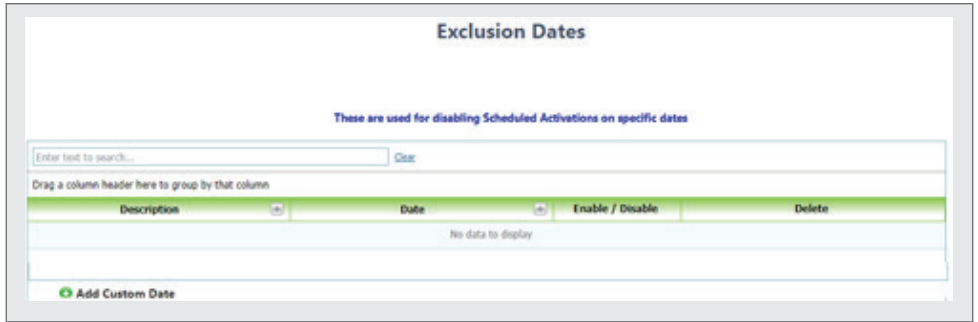 Exclusion Dates
These are used for disabling Scheduled Activations on specific dates
Enter text to search... Clear
Drag a column header here to group by that column
Description Date Enable / Disable Delete
No data to display
Add Custom Date